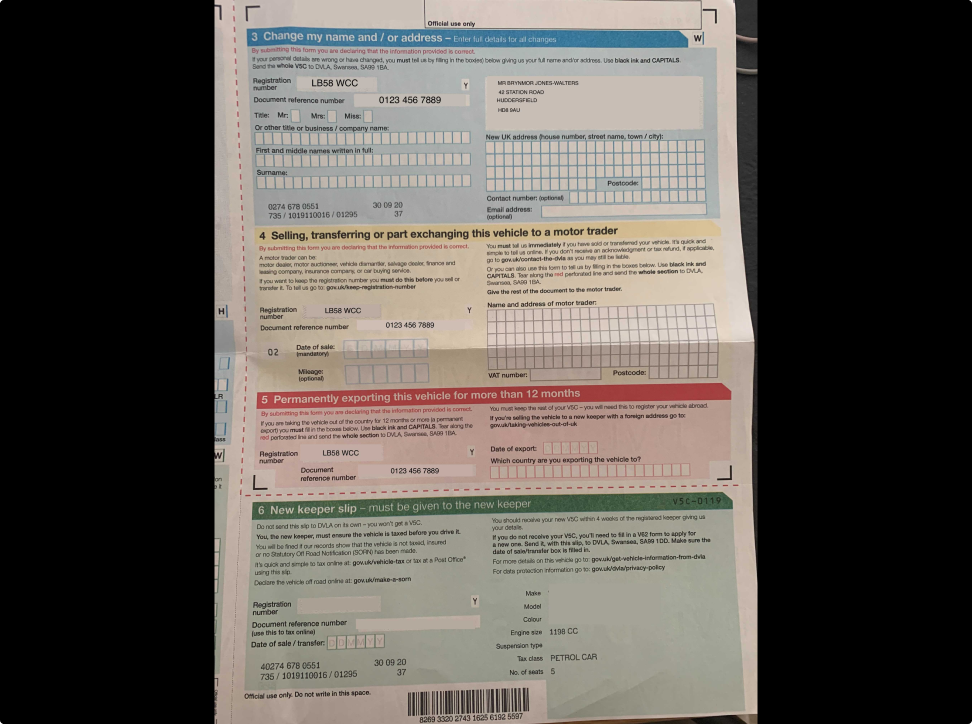 Official use only
3 Change my name and / or address – Enter full details for all changes
W
By submitting this form you are declaring that the information provided is correct.
If your personal details are wrong or have changed, you must tell us by filling in the box(es) below giving us your full name and/or address. Use black ink and CAPITALS.
Send the whole V5C to DVLA, Swansea, SA99 1BA.
Registration number LB58 WCC Y
Document reference number 0123 456 7889
Title: Mr: Mrs: Miss:
Or other title or business / company name:
First and middle names written in full:
Surname:
0274 678 0551 30 09 20
735 / 1019110016 / 01295 37
MR BRYNMOR JONES-WALTERS
42 STATION ROAD
HUDDERSFIELD
HD8 9AU
New UK address (house number, street name, town / city):
Postcode:
Contact number: (optional)
Email address: (optional)
4 Selling, transferring or part exchanging this vehicle to a motor trader
By submitting this form you are declaring that the information provided is correct.
A motor trader can be:
motor dealer, motor auctioneer, vehicle dismantler, salvage dealer, finance and
leasing company, insurance company, or car buying service.
If you want to keep the registration number you must do this before you sell or
transfer it. To tell us go to: gov.uk/keep-registration-number
Registration number LB58 WCC Y
Document reference number 0123 456 7889
02 Date of sale: (mandatory)
Mileage: (optional)
You must tell us immediately if you have sold or transferred your vehicle. It's quick and
simple to tell us online. If you don't receive an acknowledgment or tax refund, if applicable,
go to gov.uk/contact-the-dvla as you may still be liable.
Or you can also use this form to tell us by filling in the boxes below. Use black ink and
CAPITALS. Tear along the red perforated line and send the whole section to DVLA,
Swansea, SA99 1BA.
Give the rest of the document to the motor trader.
Name and address of motor trader:
VAT number: Postcode:
5 Permanently exporting this vehicle for more than 12 months
By submitting this form you are declaring that the information provided is correct.
If you are taking the vehicle out of the country for 12 months or more (a permanent
export) you must fill in the boxes below. Use black ink and CAPITALS. Tear along the
red perforated line and send the whole section to DVLA, Swansea, SA99 1BA.
Registration number LB58 WCC Y
Document reference number 0123 456 7889
You must keep the rest of your V5C – you will need this to register your vehicle abroad.
If you're selling the vehicle to a new keeper with a foreign address go to:
gov.uk/taking-vehicles-out-of-uk
Date of export:
Which country are you exporting the vehicle to?
V5C-0119
6 New keeper slip – must be given to the new keeper
Do not send this slip to DVLA on its own – you won't get a V5C.
You, the new keeper, must ensure the vehicle is taxed before you drive it.
You will be fined if our records show that the vehicle is not taxed, insured
or no Statutory Off Road Notification (SORN) has been made.
It's quick and simple to tax online at: gov.uk/vehicle-tax or tax at a Post Office®
using this slip.
Declare the vehicle off road online at: gov.uk/make-a-sorn
Registration number Y
Document reference number
(use this to tax online)
Date of sale / transfer: D D M M Y Y
40274 678 0551 30 09 20
735 / 1019110016 / 01295 37
You should receive your new V5C within 4 weeks of the registered keeper giving us
your details.
If you do not receive your V5C, you'll need to fill in a V62 form to apply for
a new one. Send it, with this slip, to DVLA, Swansea, SA99 1DD. Make sure the
date of sale/transfer box is filled in.
For more details on this vehicle go to: gov.uk/get-vehicle-information-from-dvla
For data protection information go to: gov.uk/dvla/privacy-policy
Make
Model
Colour
Engine size 1198 CC
Suspension type
Tax class PETROL CAR
No. of seats 5
Official use only. Do not write in this space.
8269 3320 2743 1625 6192 5597
H
LR
W